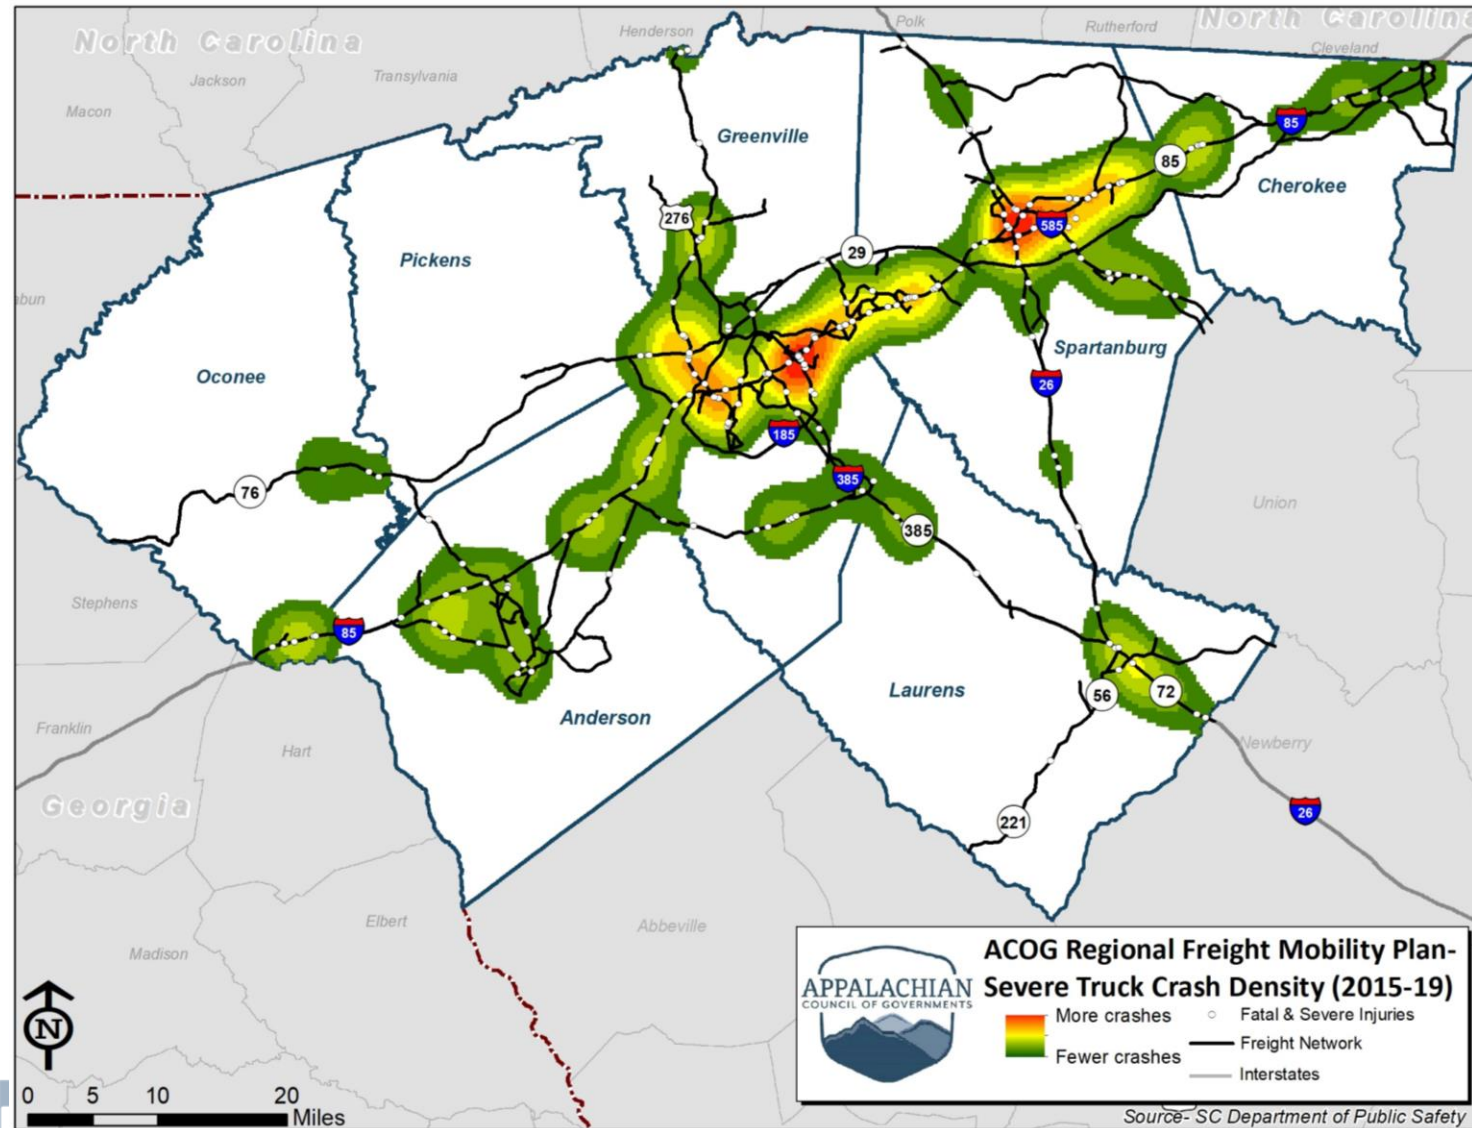 North Carolina
North Carolina
Henderson
Polk
Rutherford
Cleveland
Jackson
Transylvania
Macon
Greenville
85
85
Cherokee
276
585
29
Pickens
Spartanburg
Oconee
26
185
385
76
385
Union
Stephens
85
Laurens
56
72
Anderson
Franklin
Hart
Newberry
Georgia
26
221
Elbert
Abbeville
Madison
N
0 5 10 20
Miles
APPALACHIAN
COUNCIL OF GOVERNMENTS
ACOG Regional Freight Mobility Plan-
Severe Truck Crash Density (2015-19)
More crashes
Fewer crashes
Fatal & Severe Injuries
Freight Network
Interstates
Source- SC Department of Public Safety